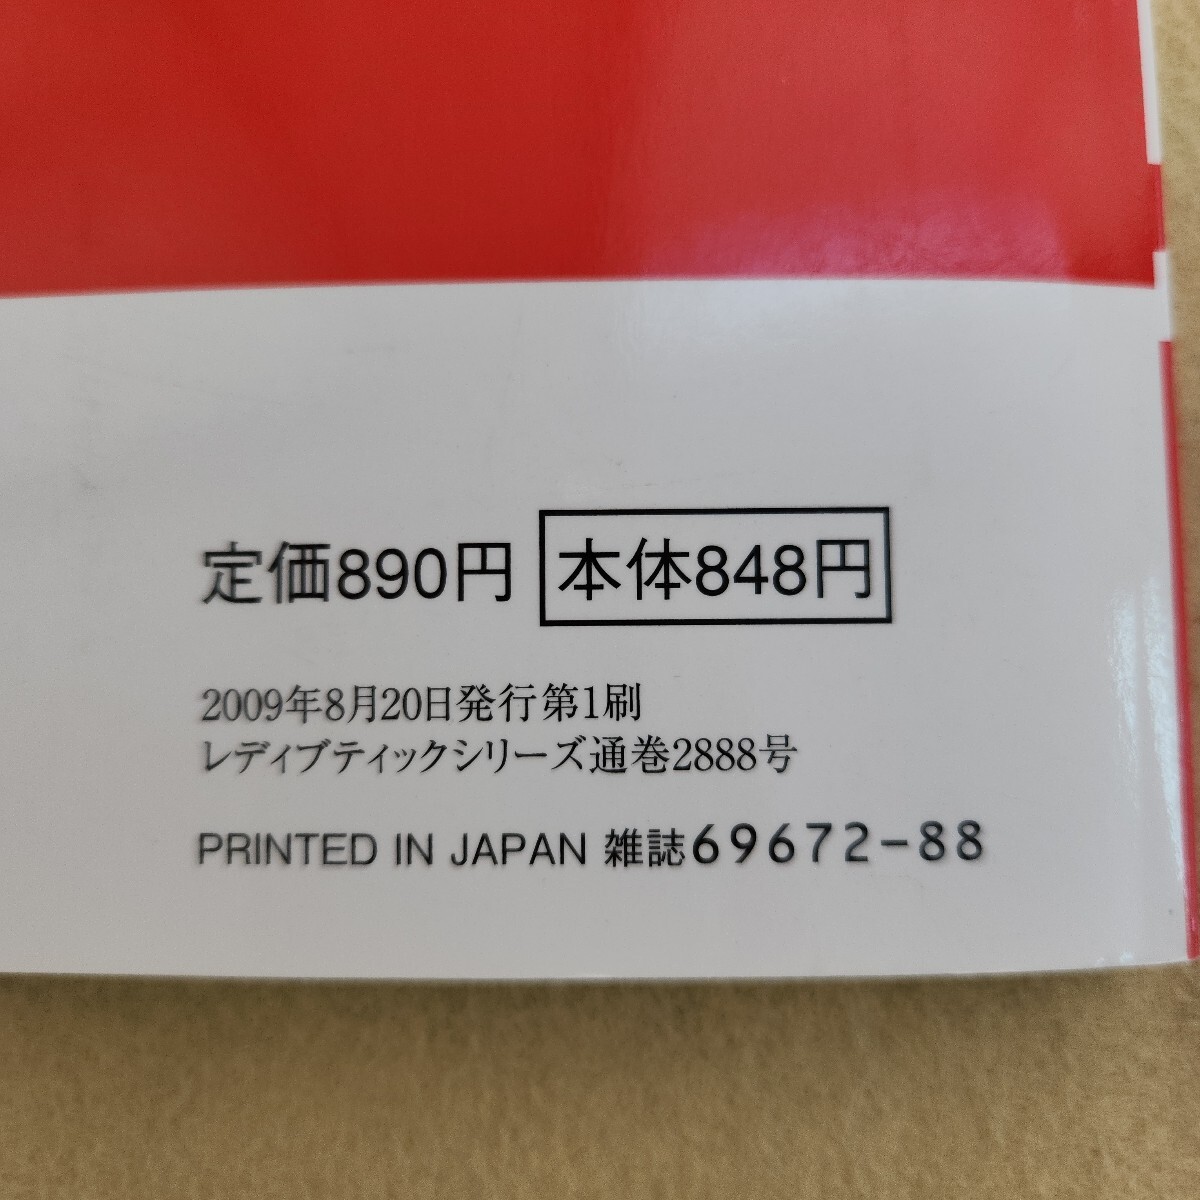 定価890円 本体848円
2009年8月20日発行第1刷
レディブティックシリーズ通巻2888号
PRINTED IN JAPAN 雑誌69672-88